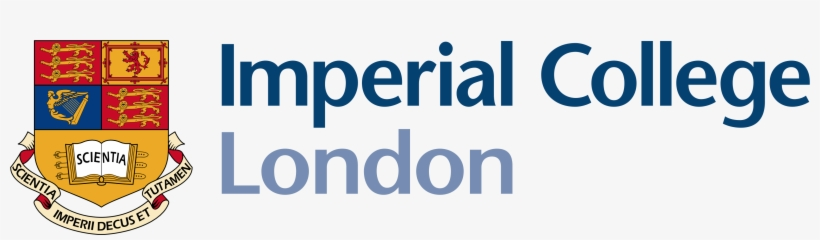 Imperial College
London
SCIENTIA
SCIENTIA IMPERII DECUS ET TUTAMEN